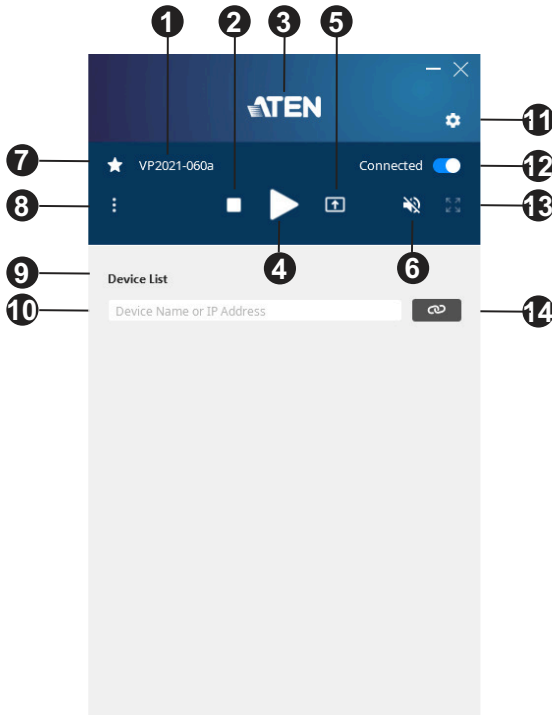 1 2 3 5
ATEN
11
7 VP2021-060a Connected 12
8 13
4 6
9 Device List
10 Device Name or IP Address 14